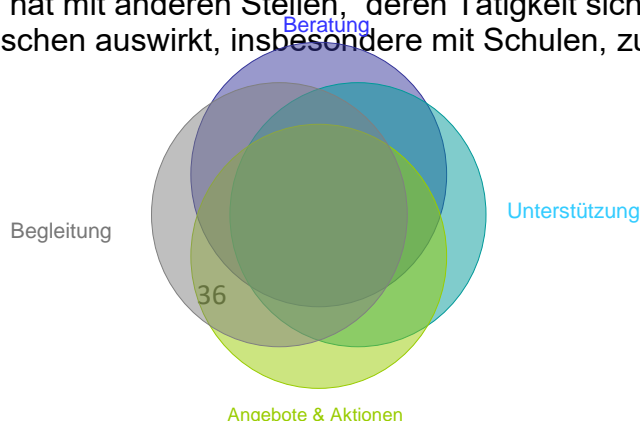 hat mit anderen Stellen, deren Tätigkeit sich
Beratung
schen auswirkt, insbesondere mit Schulen, zu
Unterstützung
Begleitung
36
Angebote & Aktionen